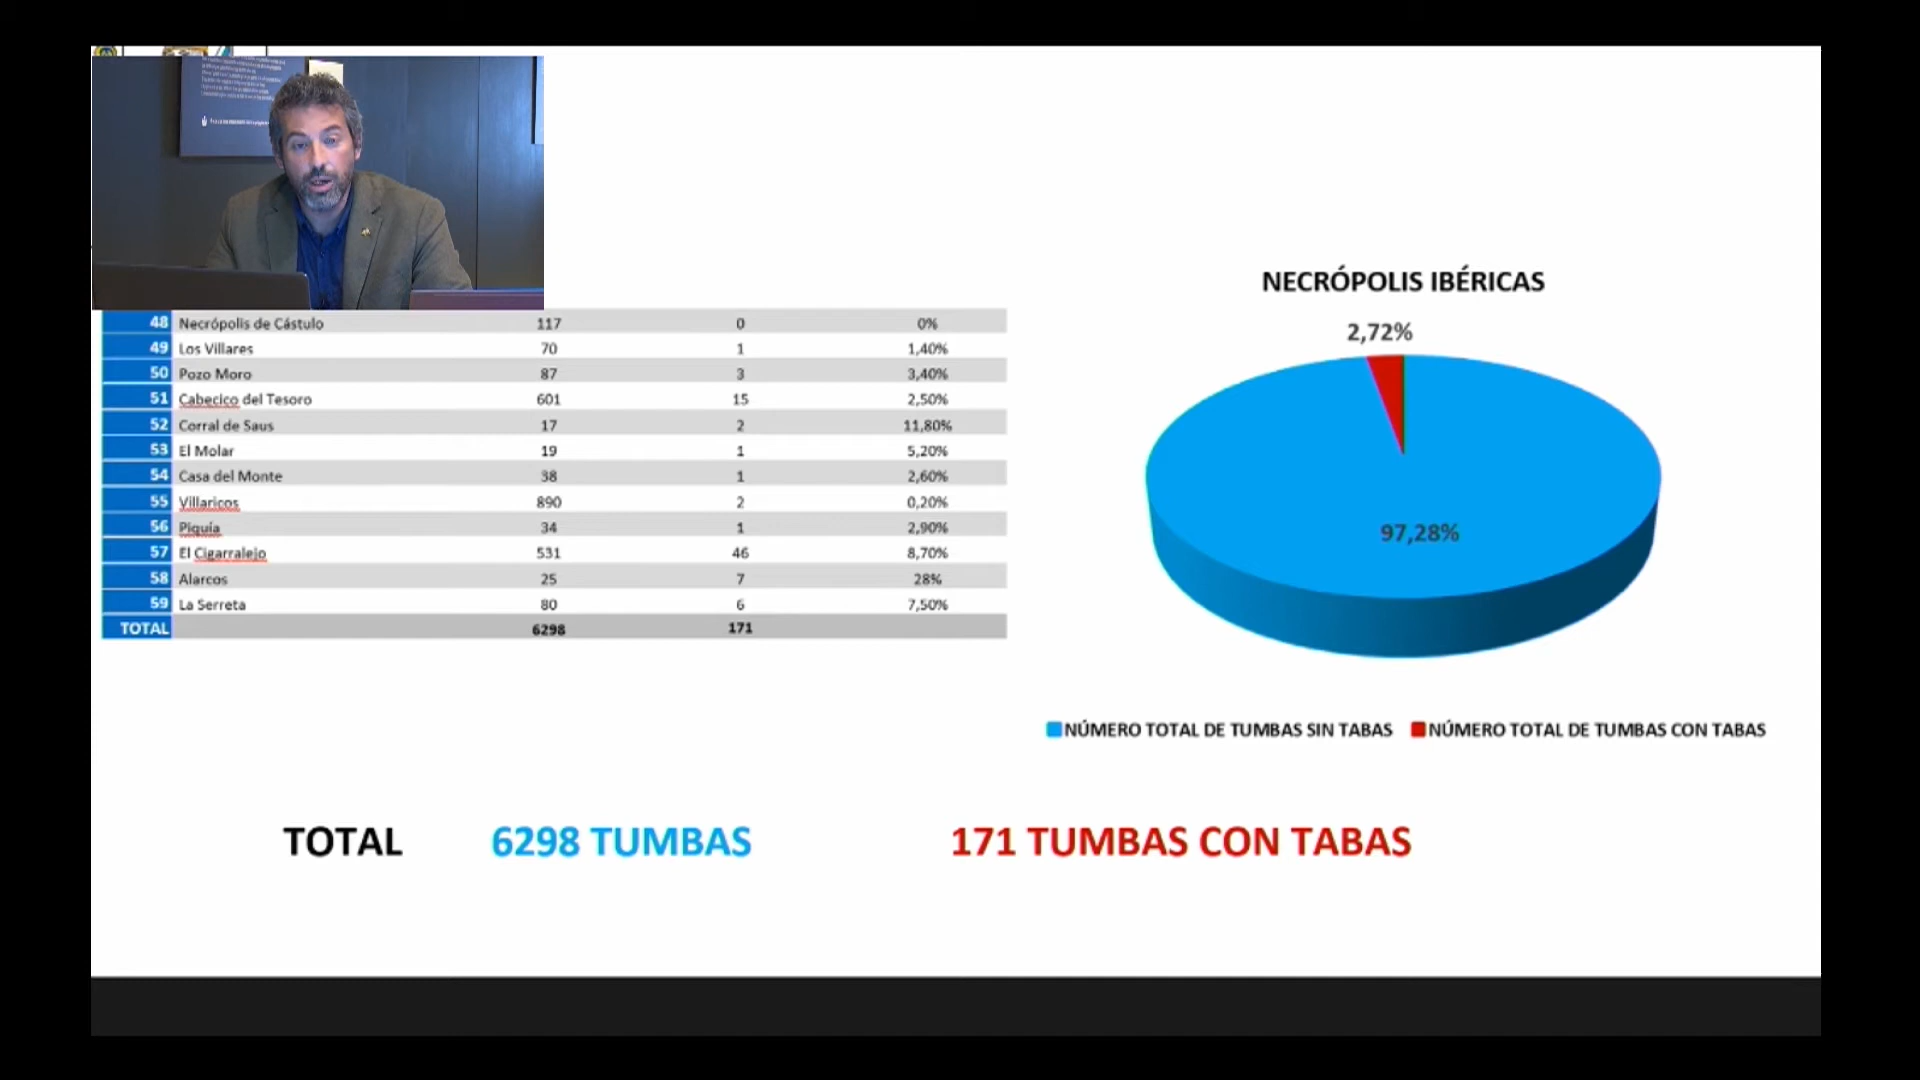 48 Necrópolis de Cástulo 117 0 0%
49 Los Villares 70 1 1,40%
50 Pozo Moro 87 3 3,40%
51 Cabecico del Tesoro 601 15 2,50%
52 Corral de Saus 17 2 11,80%
53 El Molar 19 1 5,20%
54 Casa del Monte 38 1 2,60%
55 Villaricos 890 2 0,20%
56 Piquía 34 1 2,90%
57 El Cigarralejo 531 46 8,70%
58 Alarcos 25 7 28%
59 La Serreta 80 6 7,50%
TOTAL 6298 171
NECRÓPOLIS IBÉRICAS
2,72%
97,28%
NÚMERO TOTAL DE TUMBAS SIN TABAS NÚMERO TOTAL DE TUMBAS CON TABAS
TOTAL 6298 TUMBAS 171 TUMBAS CON TABAS